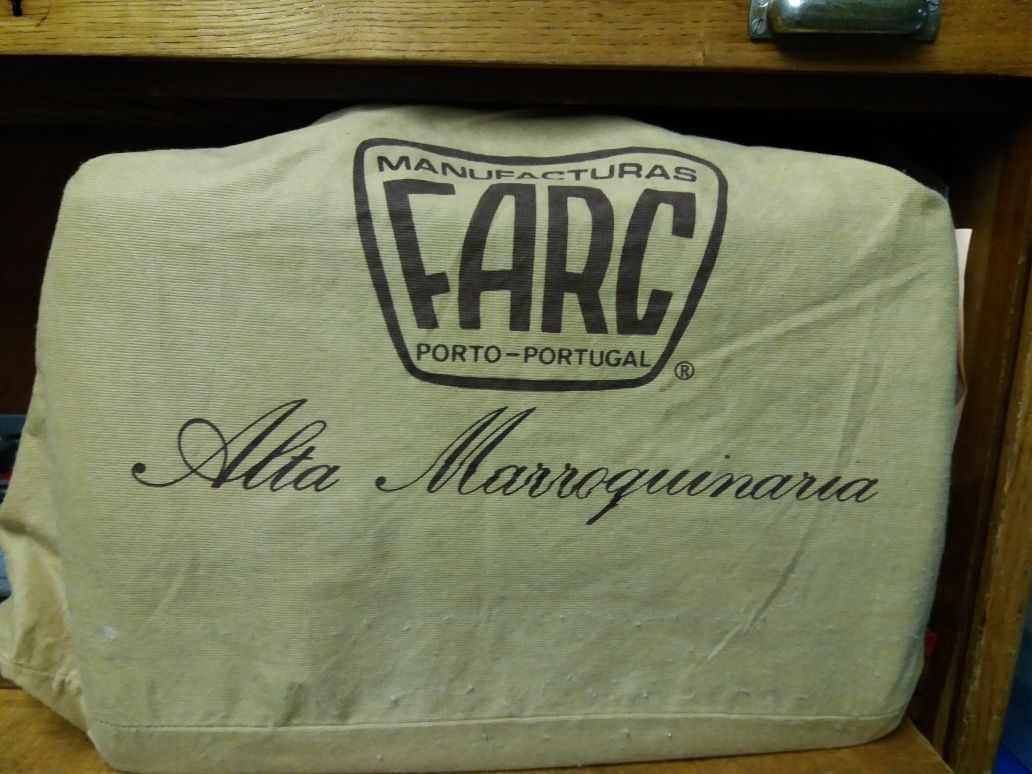 MANUFACTURAS
FARC
PORTO-PORTUGAL
®
Alta Marroquinaria